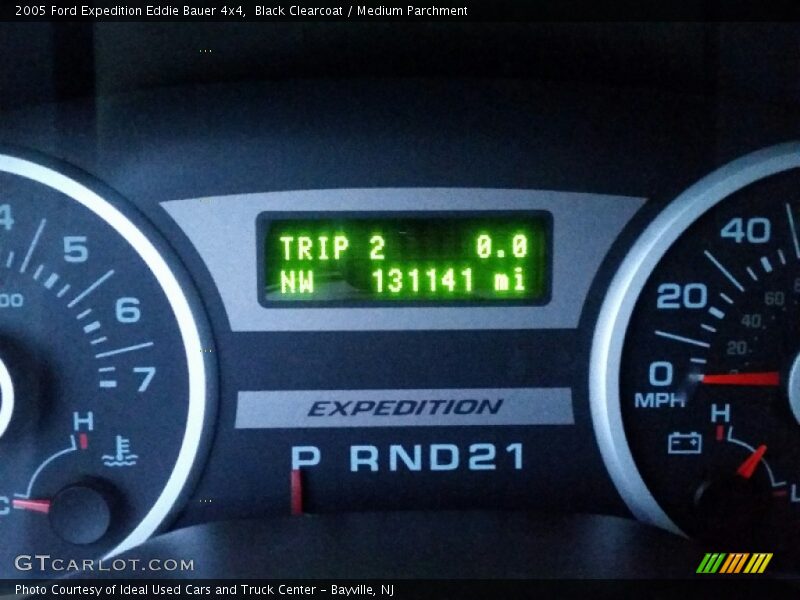 2005 Ford Expedition Eddie Bauer 4x4,  Black Clearcoat / Medium Parchment
4
5
6
7
H
C
TRIP 2 0.0
NW 131141 mi
EXPEDITION
P RND21
40
20
0
MPH
60
40
20
H
L
GTCARLOT.COM
Photo Courtesy of Ideal Used Cars and Truck Center - Bayville, NJ